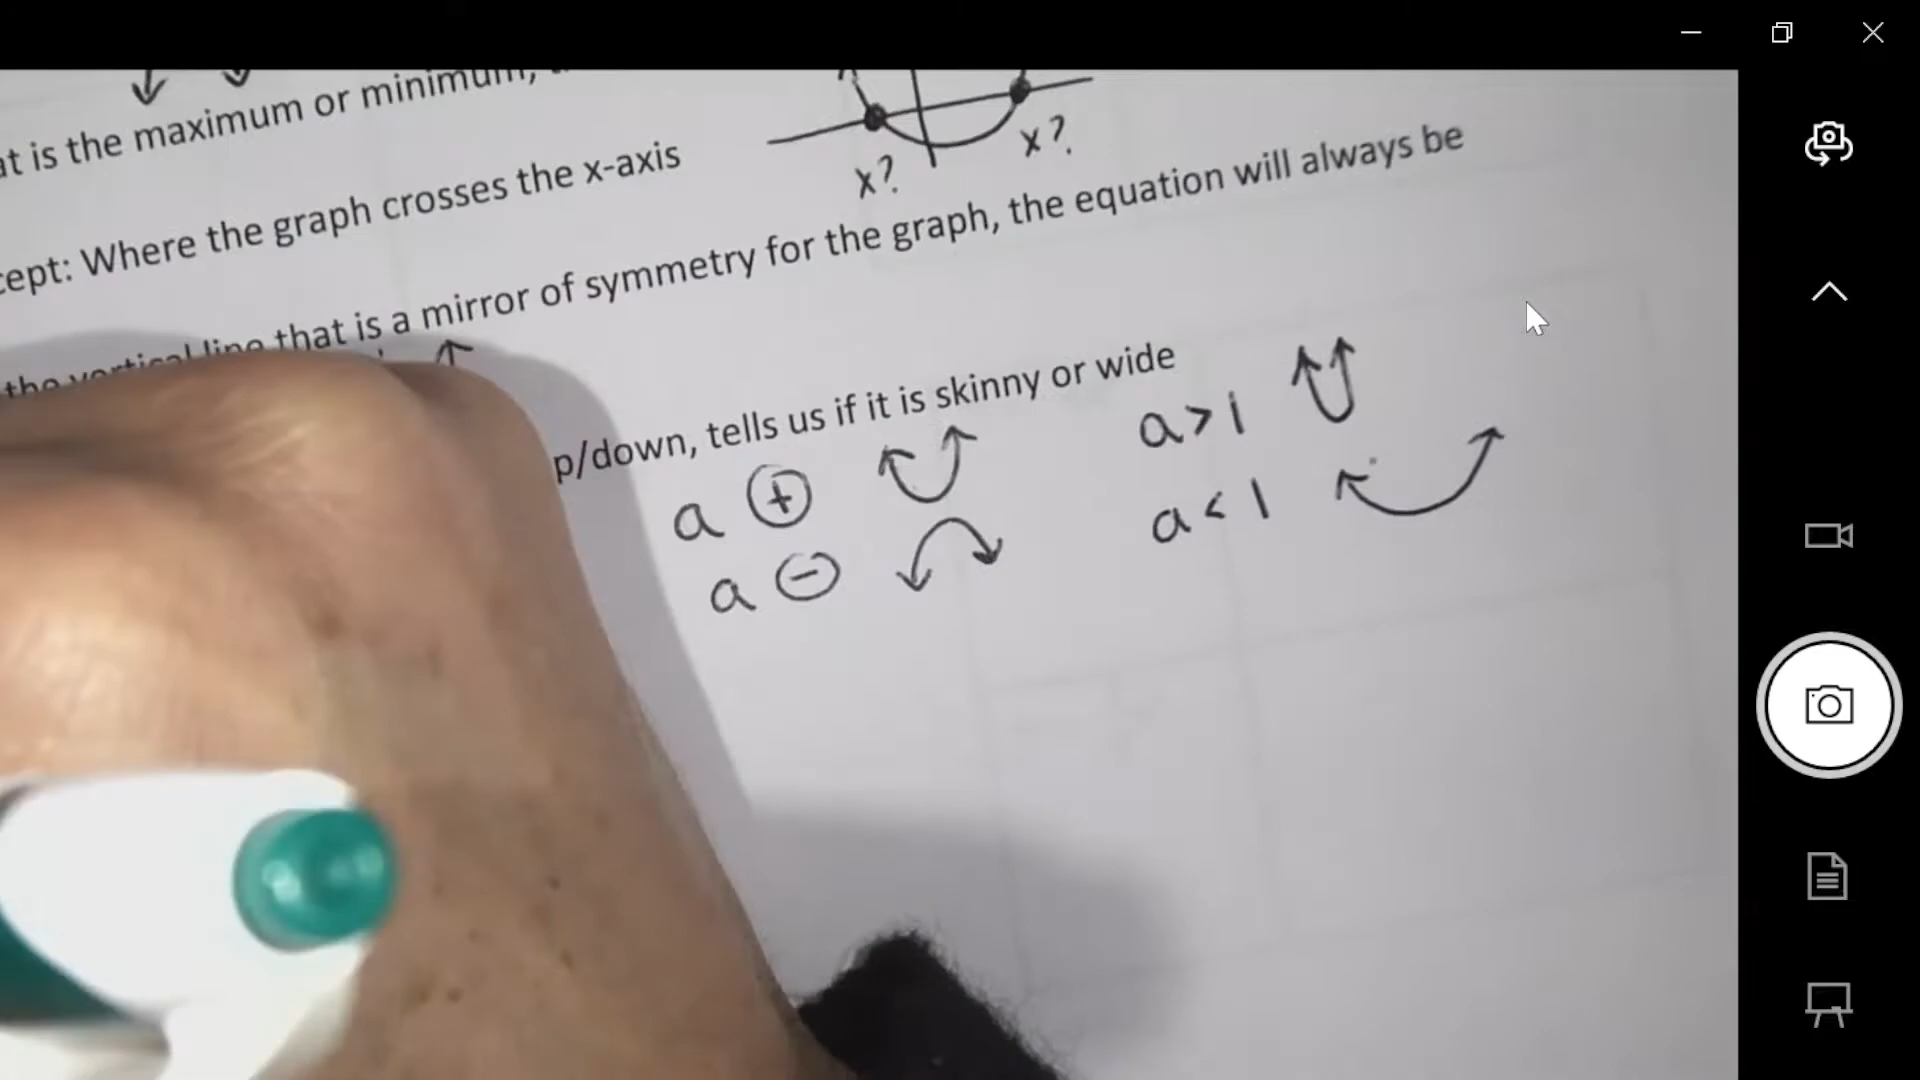 at is the maximum or minimum,
x? x?
cept: Where the graph crosses the x-axis
the vertical line that is a mirror of symmetry for the graph, the equation will always be
p/down, tells us if it is skinny or wide
a + a > 1
a - a < 1